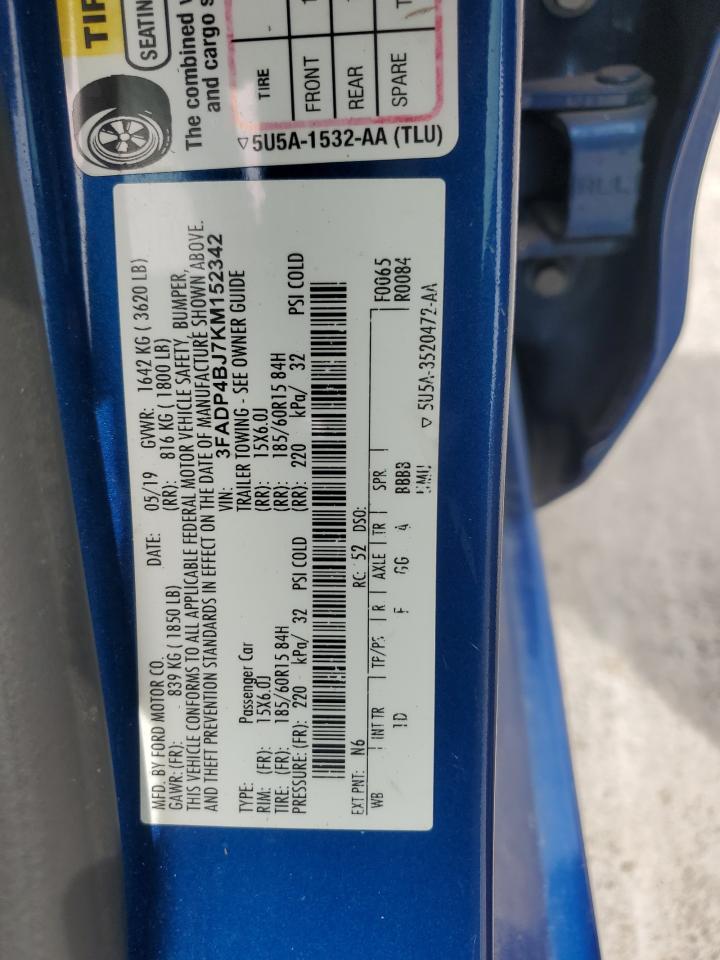 TIR
SEATIN
The combined
and cargo s
TIRE
FRONT
REAR
SPARE
5U5A-1532-AA (TLU)
MFD. BY FORD MOTOR CO.
DATE: 05/19 GVWR: 1642 KG ( 3620 LB)
GAWR:(FR): 839 KG ( 1850 LB) (RR): 816 KG ( 1800 LB)
THIS VEHICLE CONFORMS TO ALL APPLICABLE FEDERAL MOTOR VEHICLE SAFETY, BUMPER,
AND THEFT PREVENTION STANDARDS IN EFFECT ON THE DATE OF MANUFACTURE SHOWN ABOVE.
VIN: 3FADP4BJ7KM152342
TYPE: Passenger Car TRAILER TOWING - SEE OWNER GUIDE
RIM: (FR): 15X6.0J (RR): 15X6.0J
TIRE: (FR): 185/60R15 84H (RR): 185/60R15 84H
PRESSURE: (FR): 220 kPa/ 32 PSI COLD (RR): 220 kPa/ 32 PSI COLD
EXT PNT: N6 RC: 52 DSO: F0065
WB INT TR TP/PS R AXLE TR SPR R0084
1D F GG 4 BBBB
5U5A-3520472-AA